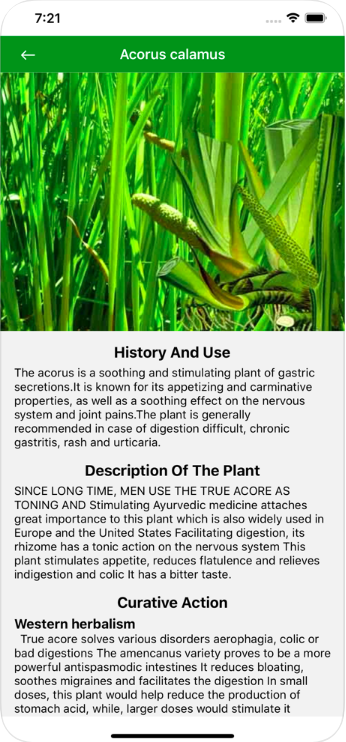 7:21
Acorus calamus
History And Use
The acorus is a soothing and stimulating plant of gastric
secretions.It is known for its appetizing and carminative
properties, as well as a soothing effect on the nervous
system and joint pains.The plant is generally
recommended in case of digestion difficult, chronic
gastritis, rash and urticaria.
Description Of The Plant
SINCE LONG TIME, MEN USE THE TRUE ACORE AS
TONING AND Stimulating Ayurvedic medicine attaches
great importance to this plant which is also widely used in
Europe and the United States Facilitating digestion, its
rhizome has a tonic action on the nervous system This
plant stimulates appetite, reduces flatulence and relieves
indigestion and colic It has a bitter taste.
Curative Action
Western herbalism
True acore solves various disorders aerophagia, colic or
bad digestions The amencanus variety proves to be a more
powerful antispasmodic intestines It reduces bloating,
soothes migraines and facilitates the digestion In small
doses, this plant would help reduce the production of
stomach acid, while, larger doses would stimulate it